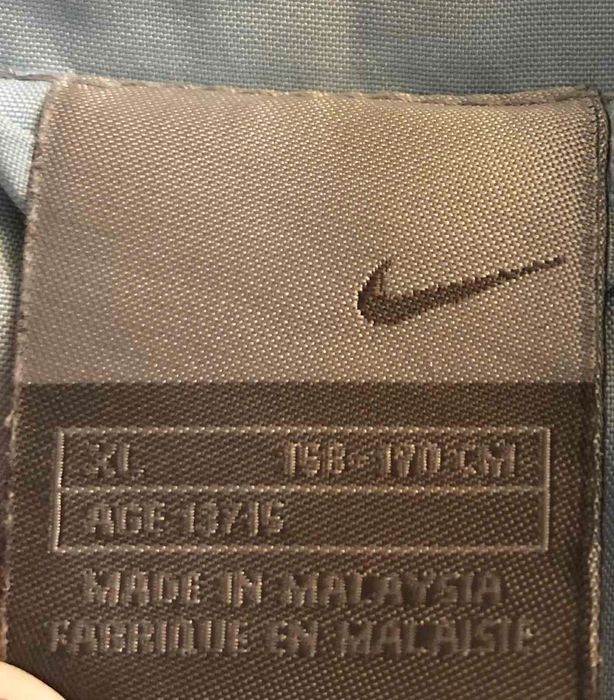 XL 158-170 CM
AGE 13/15
MADE IN MALAYSIA
FABRIQUE EN MALAISIE